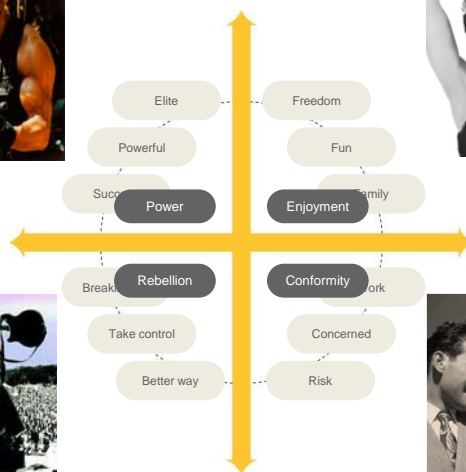 Elite
Freedom
Powerful
Fun
Power
Enjoyment
Rebellion
Conformity
Take control
Concerned
Better way
Risk